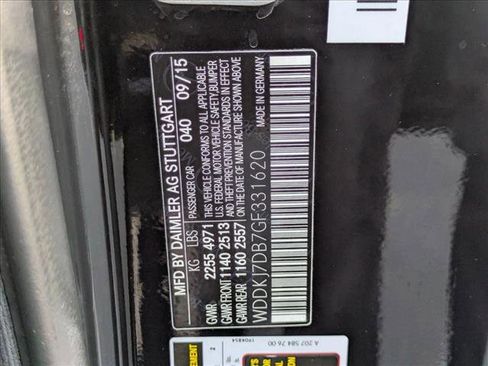 MFD BY DAIMLER AG STUTTGART
PASSENGER CAR 040 09/15
KG LBS THIS VEHICLE CONFORMS TO ALL APPLICABLE
GVWR 2255 4971 U.S. FEDERAL MOTOR VEHICLE SAFETY, BUMPER
GAWR FRONT 1140 2513 AND THEFT PREVENTION STANDARDS IN EFFECT
GAWR REAR 1160 2557 ON THE DATE OF MANUFACTURE SHOWN ABOVE
WDDKJ7DB7GF331620 MADE IN GERMANY
A 207 584 76 00